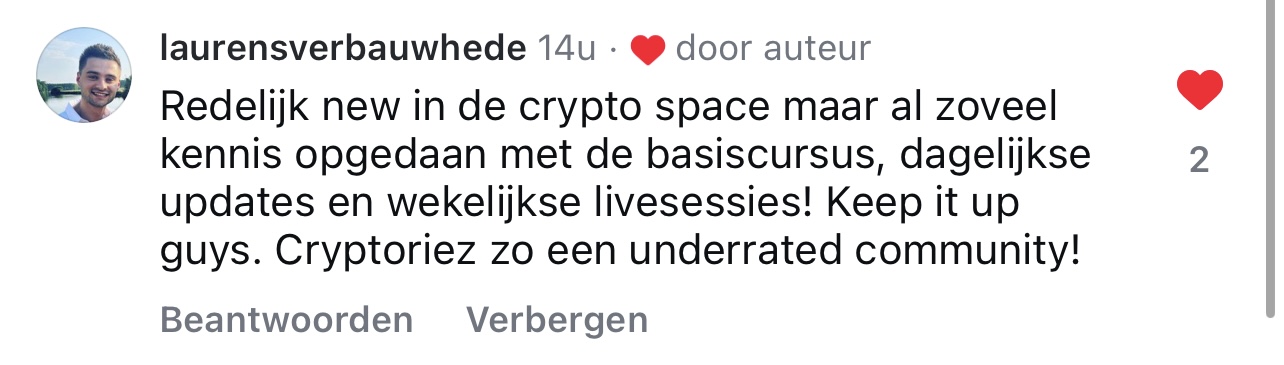 laurensverbauwhede 14u · ❤️ door auteur
Redelijk new in de crypto space maar al zoveel
kennis opgedaan met de basiscursus, dagelijkse
updates en wekelijkse livesessies! Keep it up
guys. Cryptoriez zo een underrated community!
2
Beantwoorden Verbergen